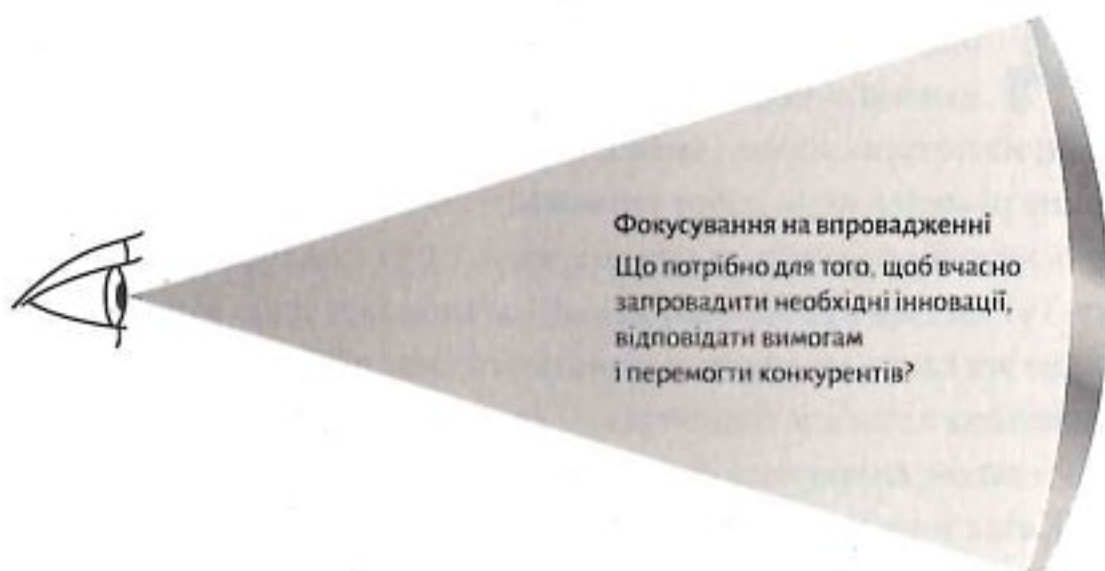 Фокусування на впровадженні
Що потрібно для того, щоб вчасно
запровадити необхідні інновації,
відповідати вимогам
і перемогти конкурентів?